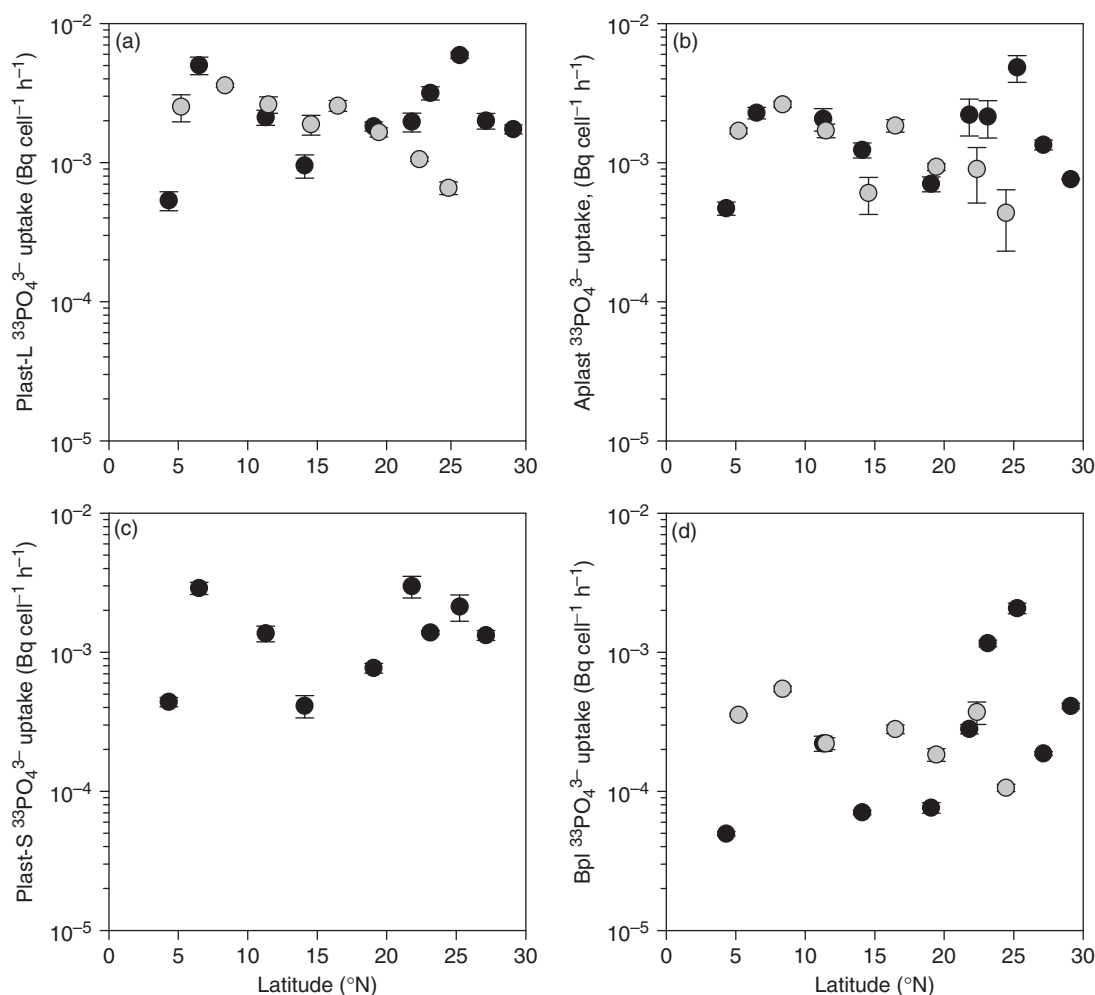 (a)
Plast-L ³³PO₄³⁻ uptake (Bq cell⁻¹ h⁻¹)
10⁻²
10⁻³
10⁻⁴
10⁻⁵
0 5 10 15 20 25 30
(b)
Aplast ³³PO₄³⁻ uptake, (Bq cell⁻¹ h⁻¹)
10⁻²
10⁻³
10⁻⁴
10⁻⁵
0 5 10 15 20 25 30
(c)
Plast-S ³³PO₄³⁻ uptake (Bq cell⁻¹ h⁻¹)
10⁻²
10⁻³
10⁻⁴
10⁻⁵
0 5 10 15 20 25 30
Latitude (°N)
(d)
Bpl ³³PO₄³⁻ uptake (Bq cell⁻¹ h⁻¹)
10⁻²
10⁻³
10⁻⁴
10⁻⁵
0 5 10 15 20 25 30
Latitude (°N)